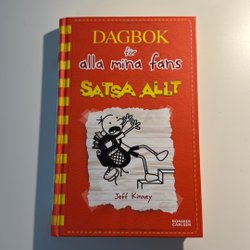 DAGBOK
för
alla mina fans
SATSA ALLT
Jeff Kinney
BONNIER
CARLSEN